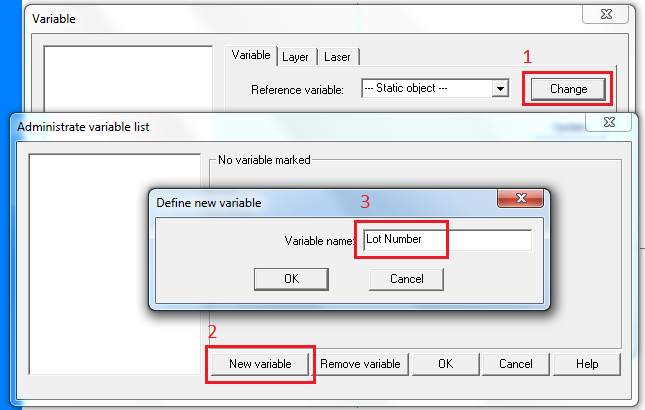 Variable
1
Variable Layer Laser
Reference variable: --- Static object --- Change
Administrate variable list
No variable marked
Define new variable
3
Variable name: Lot Number
OK Cancel
2
New variable Remove variable OK Cancel Help